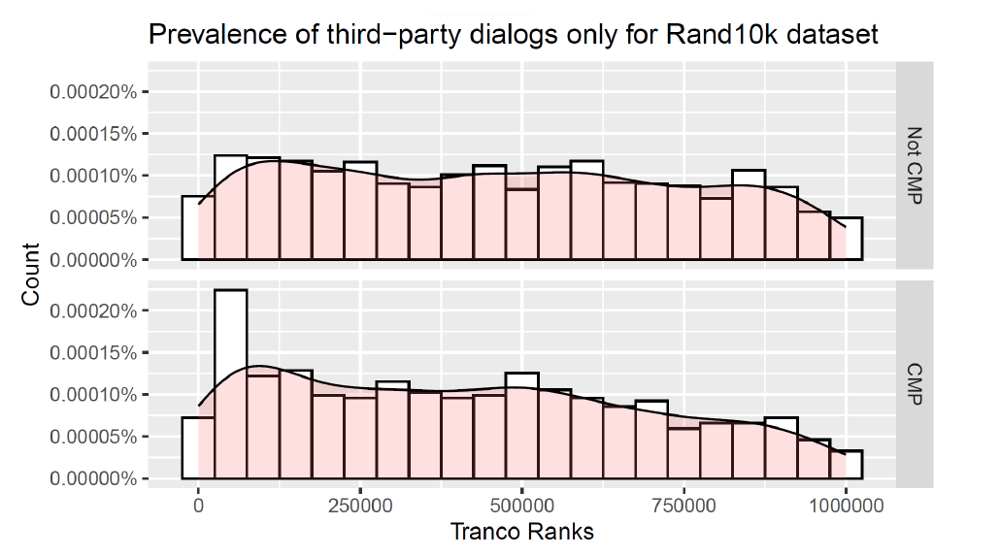 Prevalence of third−party dialogs only for Rand10k dataset
0.00020%
0.00015%
0.00010%
0.00005%
0.00000%
Not CMP
0.00020%
0.00015%
0.00010%
0.00005%
0.00000%
CMP
Count
0 250000 500000 750000 1000000
Tranco Ranks